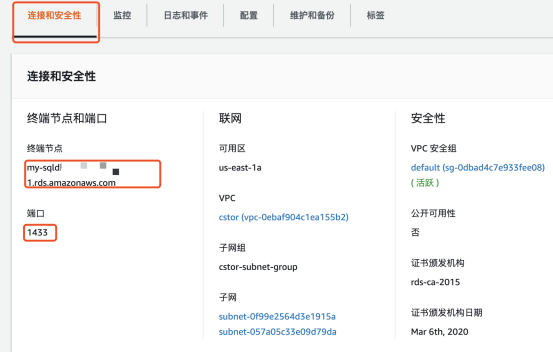 连接和安全性
监控
日志和事件
配置
维护和备份
标签
连接和安全性
终端节点和端口
终端节点
my-sqld
1.rds.amazonaws.com
端口
1433
联网
可用区
us-east-1a
VPC
cstor (vpc-0ebaf904c1ea155b2)
子网组
cstor-subnet-group
子网
subnet-0f99e2564d3e1915a
subnet-057a05c33e09d79da
安全性
VPC 安全组
default (sg-0dbad4c7e933fee08)
( 活跃 )
公开可用性
否
证书颁发机构
rds-ca-2015
证书颁发机构日期
Mar 6th, 2020